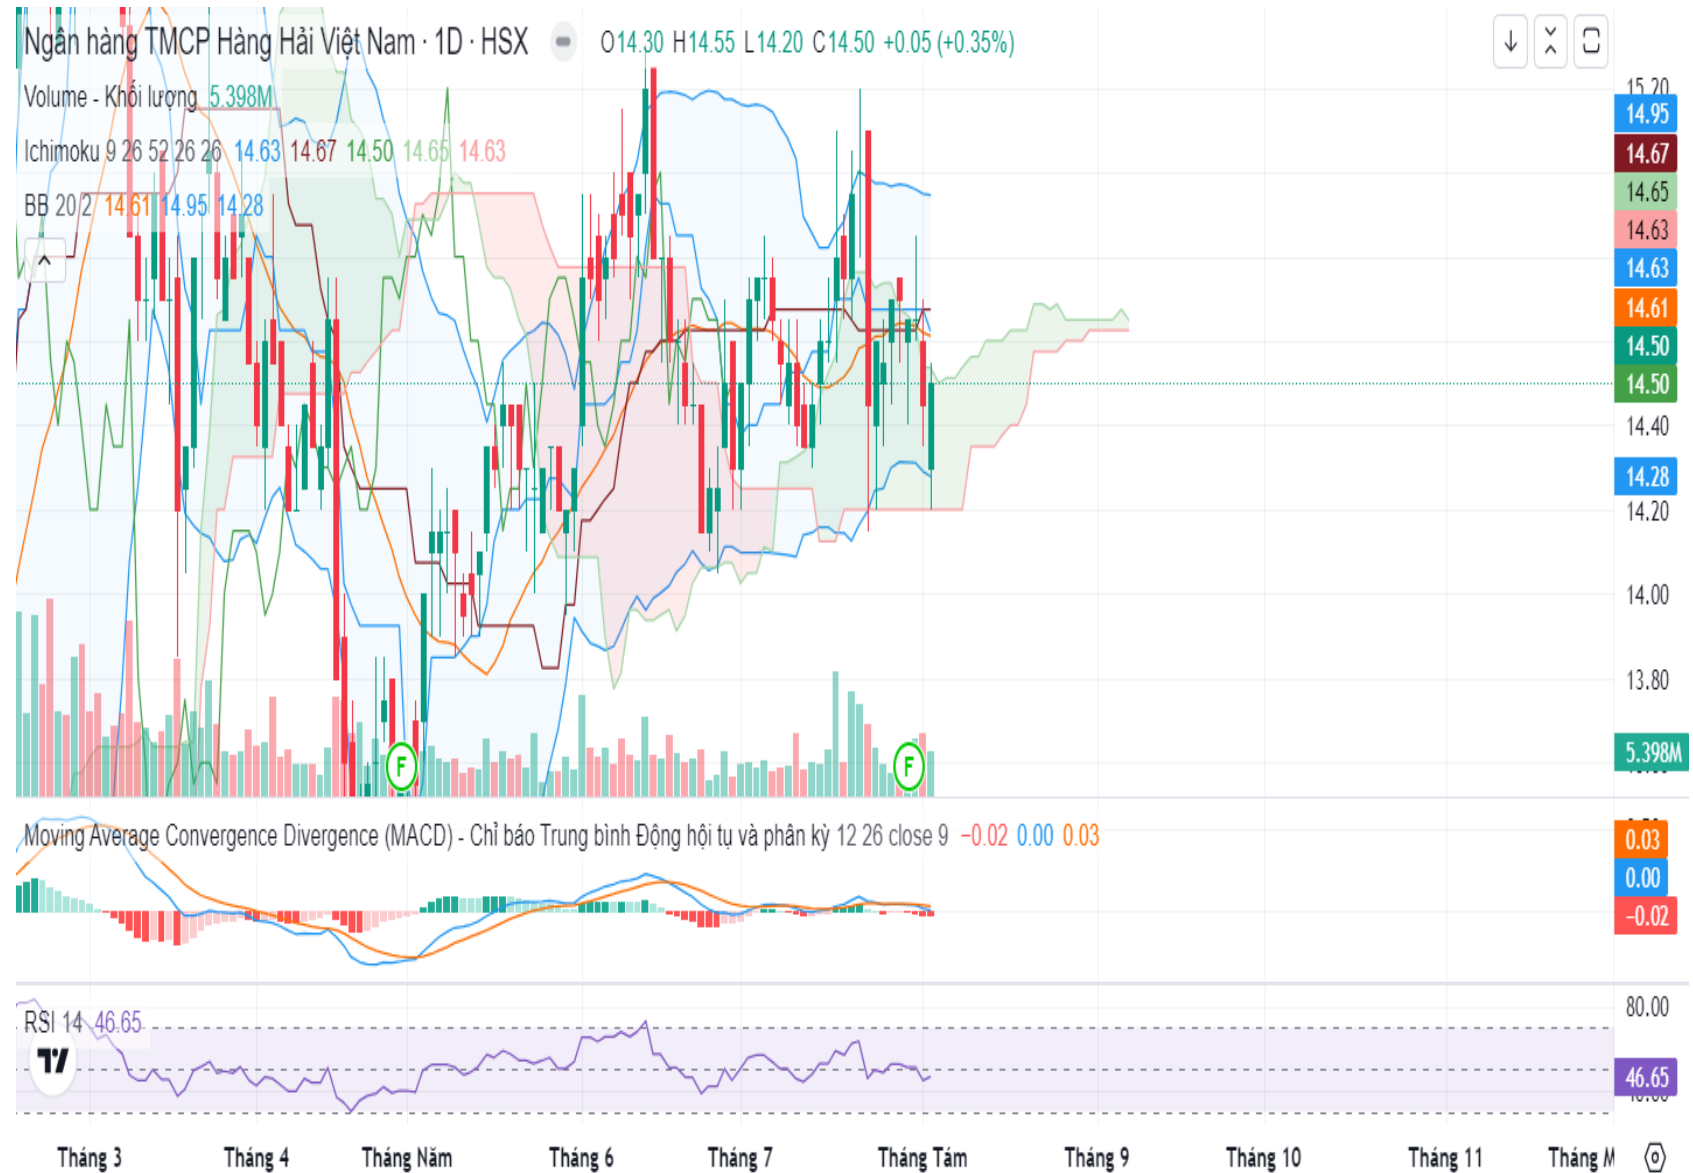 Ngân hàng TMCP Hàng Hải Việt Nam · 1D · HSX O14.30 H14.55 L14.20 C14.50 +0.05 (+0.35%)
Volume - Khối lượng 5.398M
Ichimoku 9 26 52 26 26 14.63 14.67 14.50 14.65 14.63
BB 20 2 14.61 14.95 14.28
15.20
14.95
14.67
14.65
14.63
14.63
14.61
14.50
14.50
14.40
14.28
14.20
14.00
13.80
5.398M
F F
Moving Average Convergence Divergence (MACD) - Chỉ báo Trung bình Động hội tụ và phân kỳ 12 26 close 9 −0.02 0.00 0.03
0.03
0.00
−0.02
RSI 14 46.65
80.00
46.65
Tháng 3 Tháng 4 Tháng Năm Tháng 6 Tháng 7 Tháng Tám Tháng 9 Tháng 10 Tháng 11 Tháng M